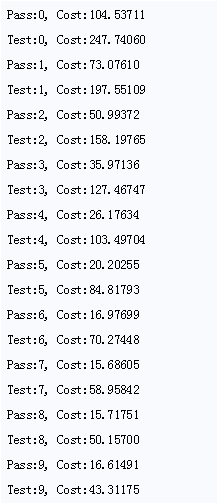 Pass:0, Cost:104.53711
Test:0, Cost:247.74060
Pass:1, Cost:73.07610
Test:1, Cost:197.55109
Pass:2, Cost:50.99372
Test:2, Cost:158.19765
Pass:3, Cost:35.97136
Test:3, Cost:127.46747
Pass:4, Cost:26.17634
Test:4, Cost:103.49704
Pass:5, Cost:20.20255
Test:5, Cost:84.81793
Pass:6, Cost:16.97699
Test:6, Cost:70.27448
Pass:7, Cost:15.68605
Test:7, Cost:58.95842
Pass:8, Cost:15.71751
Test:8, Cost:50.15700
Pass:9, Cost:16.61491
Test:9, Cost:43.31175